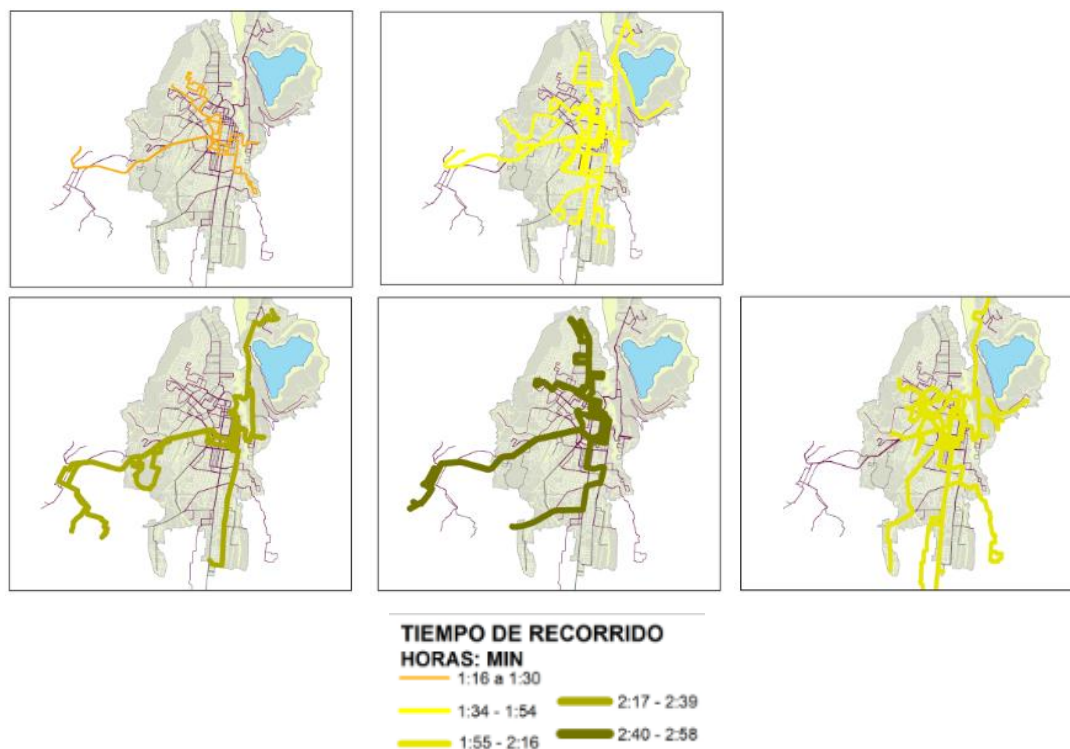 TIEMPO DE RECORRIDO
HORAS: MIN
1:16 a 1:30
1:34 - 1:54
1:55 - 2:16
2:17 - 2:39
2:40 - 2:58